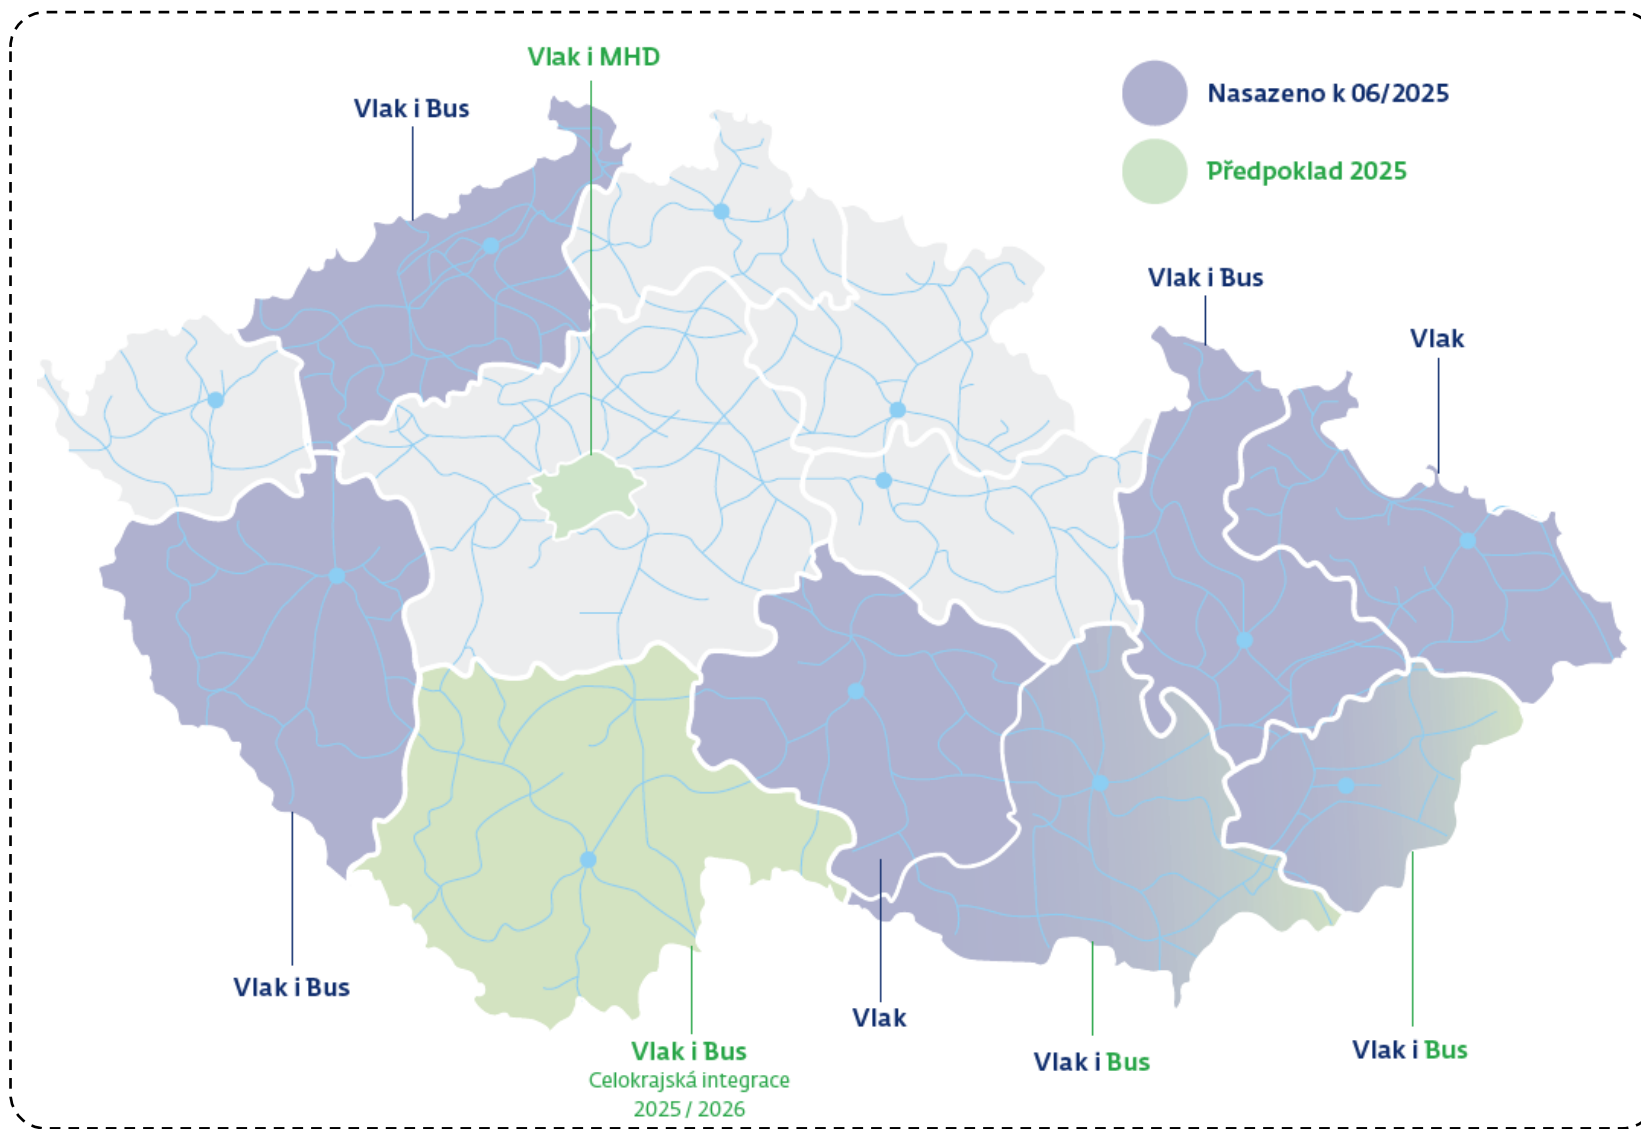 Vlak i MHD
Vlak i Bus
Nasazeno k 06/2025
Předpoklad 2025
Vlak i Bus
Vlak
Vlak i Bus
Vlak i Bus
Celokrajská integrace
2025 / 2026
Vlak
Vlak i Bus
Vlak i Bus